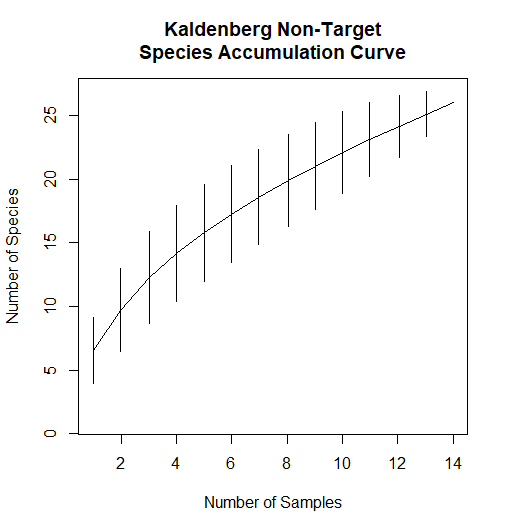 Kaldenberg Non-Target
Species Accumulation Curve
Number of Species
25
20
15
10
5
0
2 4 6 8 10 12 14
Number of Samples